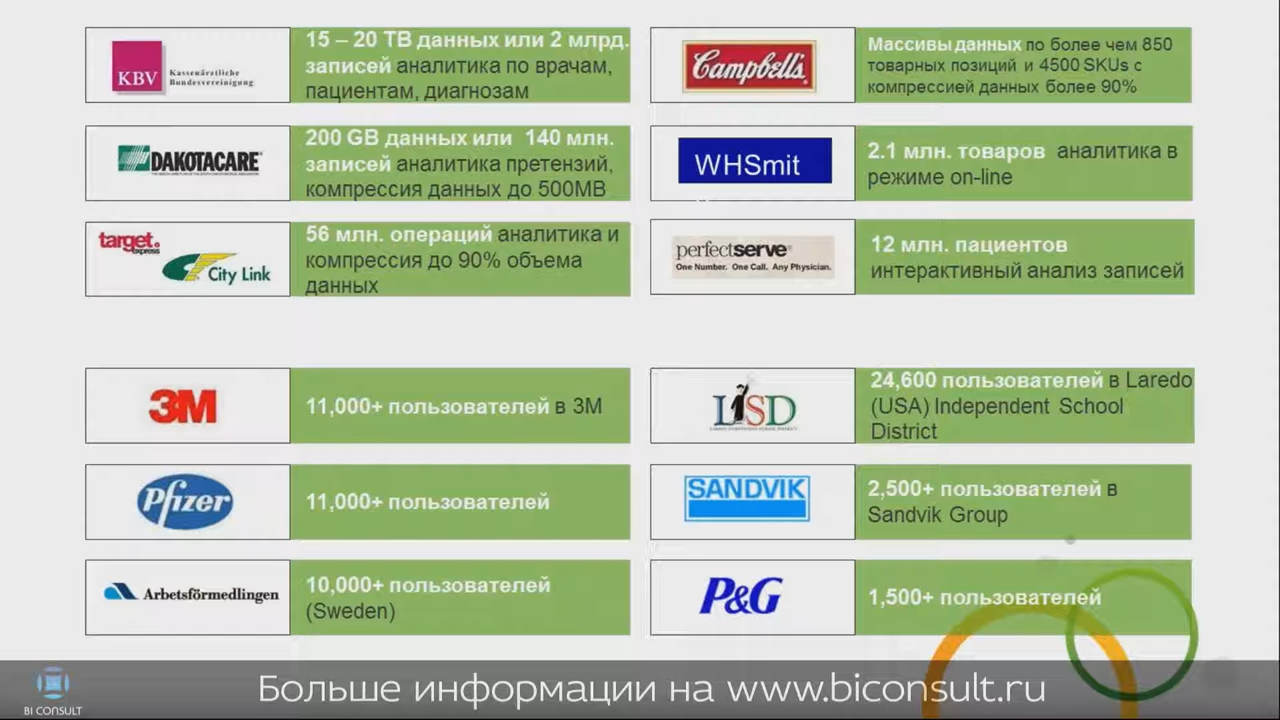 KBV
Kassenärztliche
Bundesvereinigung
15 – 20 TB данных или 2 млрд.
записей аналитика по врачам,
пациентам, диагнозам
Campbell's
Массивы данных по более чем 850
товарных позиций и 4500 SKUs с
компрессией данных более 90%
DAKOTACARE
200 GB данных или 140 млн.
записей аналитика претензий,
компрессия данных до 500MB
WHSmit
2.1 млн. товаров аналитика в
режиме on-line
target.
express
City Link
56 млн. операций аналитика и
компрессия до 90% объема
данных
perfectserve
One Number. One Call. Any Physician.
12 млн. пациентов
интерактивный анализ записей
3M
11,000+ пользователей в 3M
LISD
24,600 пользователей в Laredo
(USA) Independent School
District
Pfizer
11,000+ пользователей
SANDVIK
2,500+ пользователей в
Sandvik Group
Arbetsförmedlingen
10,000+ пользователей
(Sweden)
P&G
1,500+ пользователей
BI CONSULT
Больше информации на www.biconsult.ru